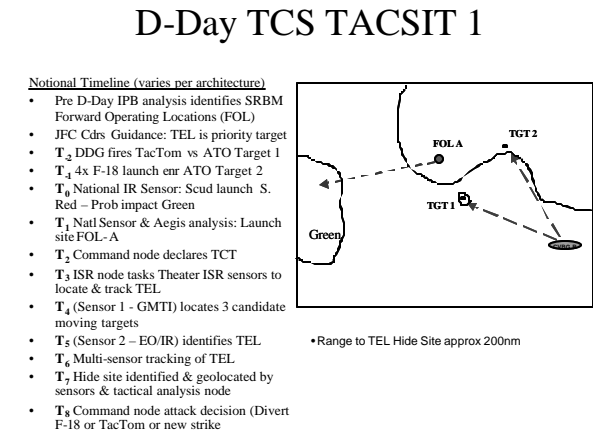 D-Day TCS TACSIT 1
Notional Timeline (varies per architecture)
• Pre D-Day IPB analysis identifies SRBM
Forward Operating Locations (FOL)
• JFC Cdrs Guidance: TEL is priority target
• T-2 DDG fires TacTom vs ATO Target 1
• T-1 4x F-18 launch enr ATO Target 2
• T0 National IR Sensor: Scud launch S.
Red – Prob impact Green
• T1 Natl Sensor & Aegis analysis: Launch
site FOL-A
• T2 Command node declares TCT
• T3 ISR node tasks Theater ISR sensors to
locate & track TEL
• T4 (Sensor 1 - GMTI) locates 3 candidate
moving targets
• T5 (Sensor 2 – EO/IR) identifies TEL
• T6 Multi-sensor tracking of TEL
• T7 Hide site identified & geolocated by
sensors & tactical analysis node
• T8 Command node attack decision (Divert
F-18 or TacTom or new strike
FOL A
TGT 2
TGT 1
Green
• Range to TEL Hide Site approx 200nm